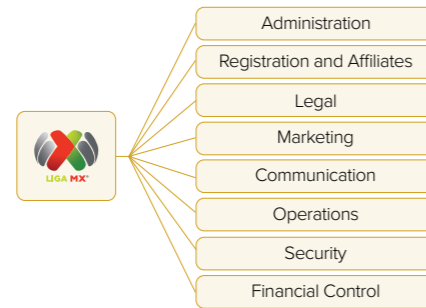 Administration
Registration and Affiliates
Legal
Marketing
LIGA MX®
Communication
Operations
Security
Financial Control